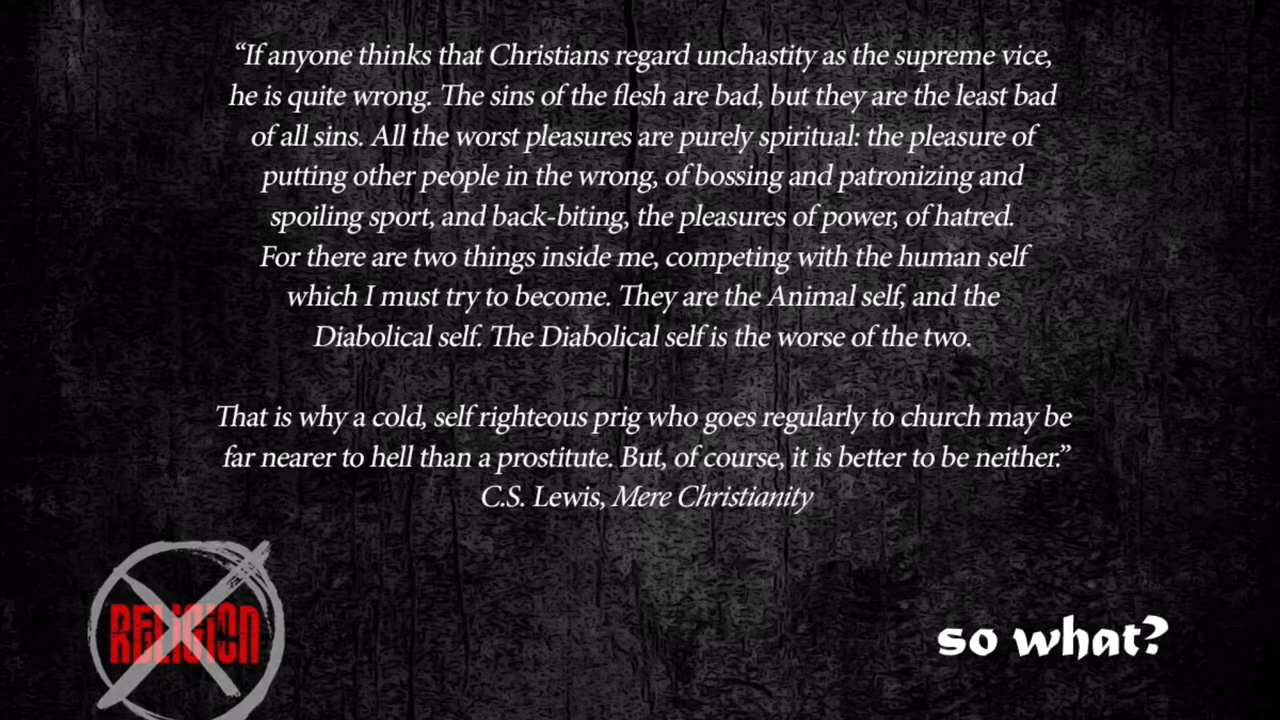 “If anyone thinks that Christians regard unchastity as the supreme vice,
he is quite wrong. The sins of the flesh are bad, but they are the least bad
of all sins. All the worst pleasures are purely spiritual: the pleasure of
putting other people in the wrong, of bossing and patronizing and
spoiling sport, and back-biting, the pleasures of power, of hatred.
For there are two things inside me, competing with the human self
which I must try to become. They are the Animal self, and the
Diabolical self. The Diabolical self is the worse of the two.
That is why a cold, self righteous prig who goes regularly to church may be
far nearer to hell than a prostitute. But, of course, it is better to be neither.”
C.S. Lewis, Mere Christianity
RELIGION
so what?